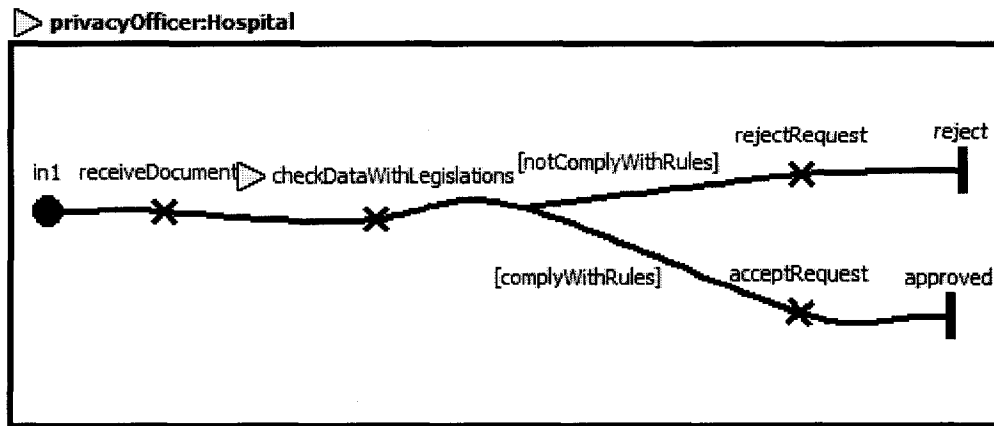 privacyOfficer:Hospital
in1
receiveDocument
checkDataWithLegislations
[notComplyWithRules]
rejectRequest
reject
[complyWithRules]
acceptRequest
approved